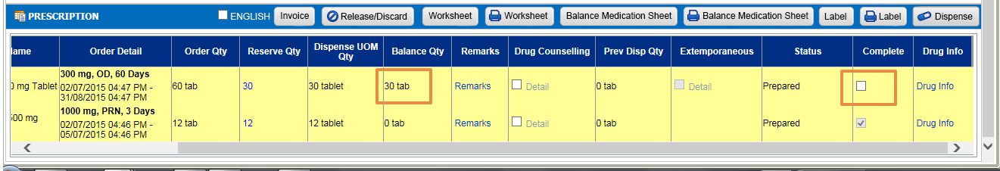 PRESCRIPTION ENGLISH Invoice Release/Discard Worksheet Worksheet Balance Medication Sheet Balance Medication Sheet Label Label Dispense
Order Detail Order Qty Reserve Qty Dispense UOM Qty Balance Qty Remarks Drug Counselling Prev Disp Qty Extemporaneous Status Complete Drug Info
300 mg, OD, 60 Days
mg Tablet 02/07/2015 04:47 PM - 60 tab 30 30 tablet 30 tab Remarks Detail 0 tab Detail Prepared Drug Info
31/08/2015 04:47 PM
1000 mg, PRN, 3 Days
mg 02/07/2015 04:46 PM - 12 tab 12 12 tablet 0 tab Remarks Detail 0 tab Prepared Drug Info
05/07/2015 04:46 PM